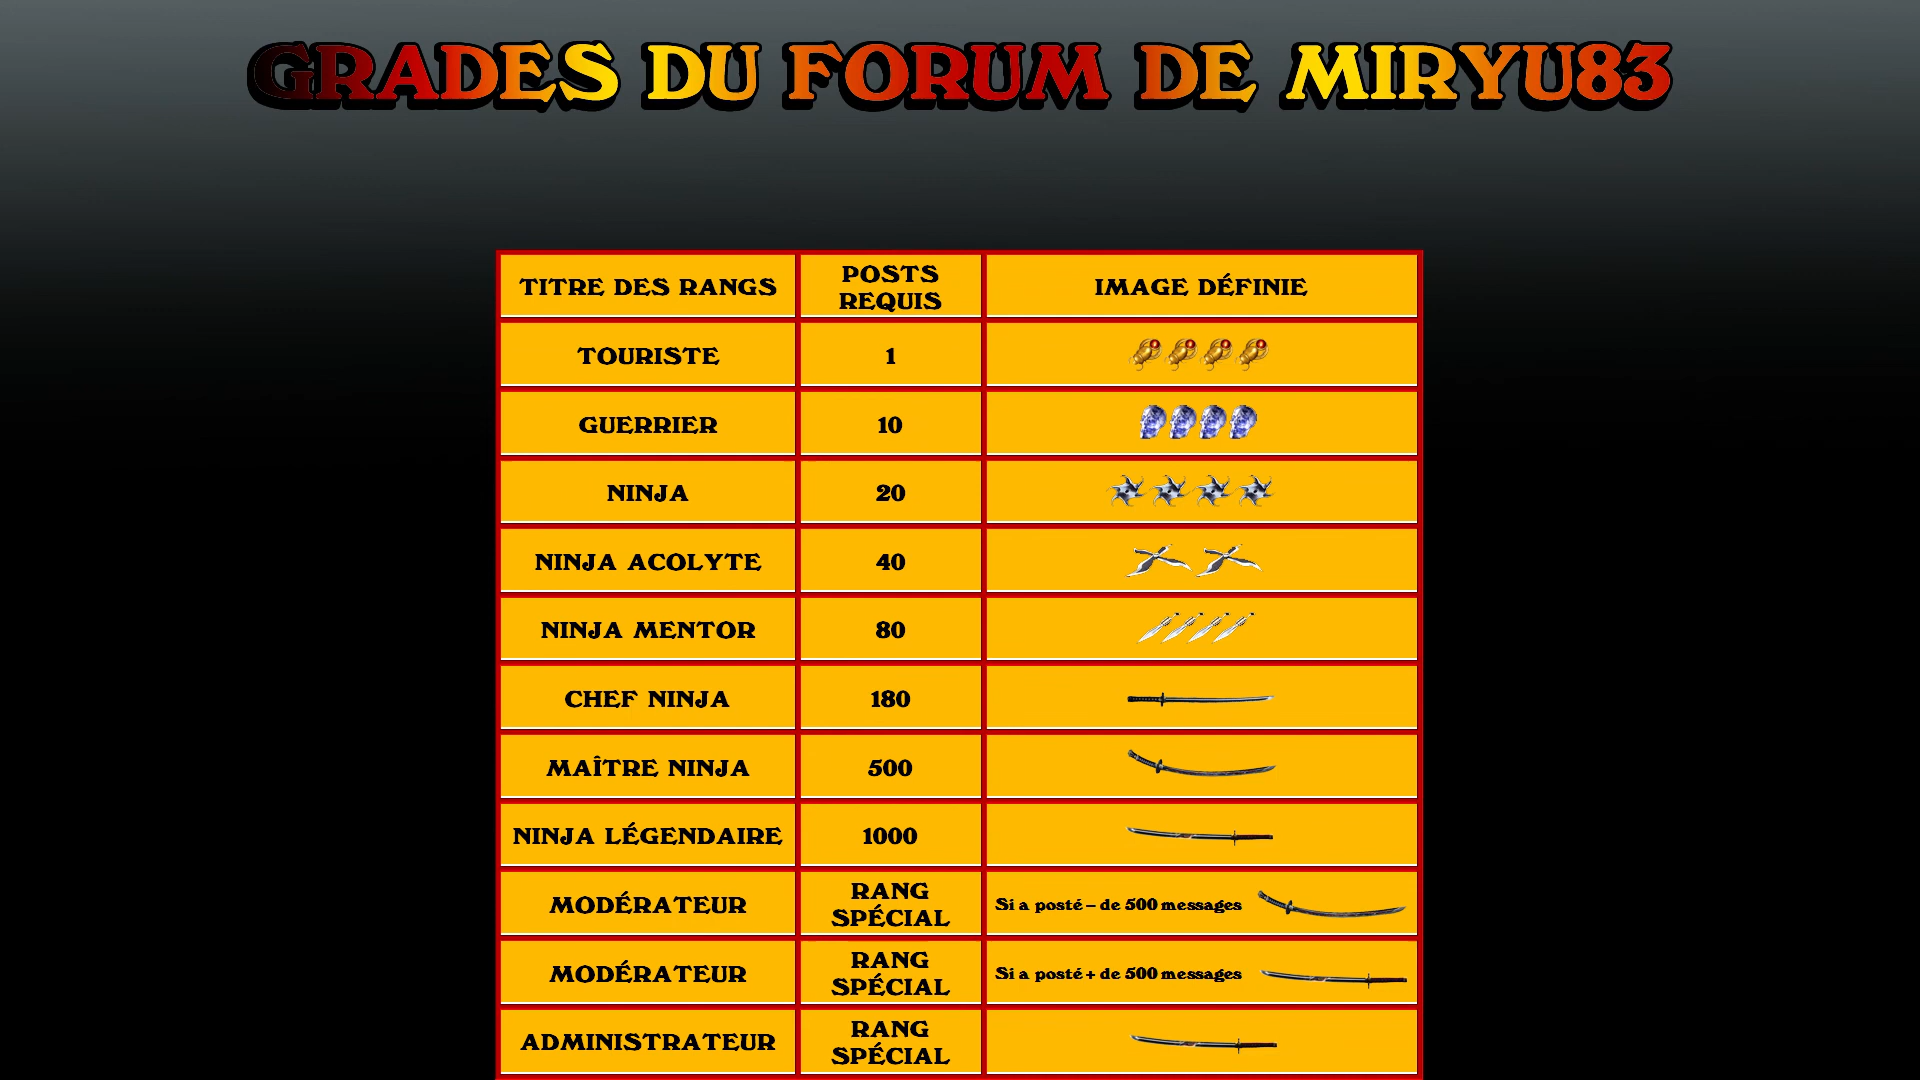 GRADES DU FORUM DE MIRYU83
TITRE DES RANGS
POSTS
REQUIS
IMAGE DÉFINIE
TOURISTE
1
GUERRIER
10
NINJA
20
NINJA ACOLYTE
40
NINJA MENTOR
80
CHEF NINJA
180
MAÎTRE NINJA
500
NINJA LÉGENDAIRE
1000
MODÉRATEUR
RANG
SPÉCIAL
Si a posté – de 500 messages
MODÉRATEUR
RANG
SPÉCIAL
Si a posté + de 500 messages
ADMINISTRATEUR
RANG
SPÉCIAL